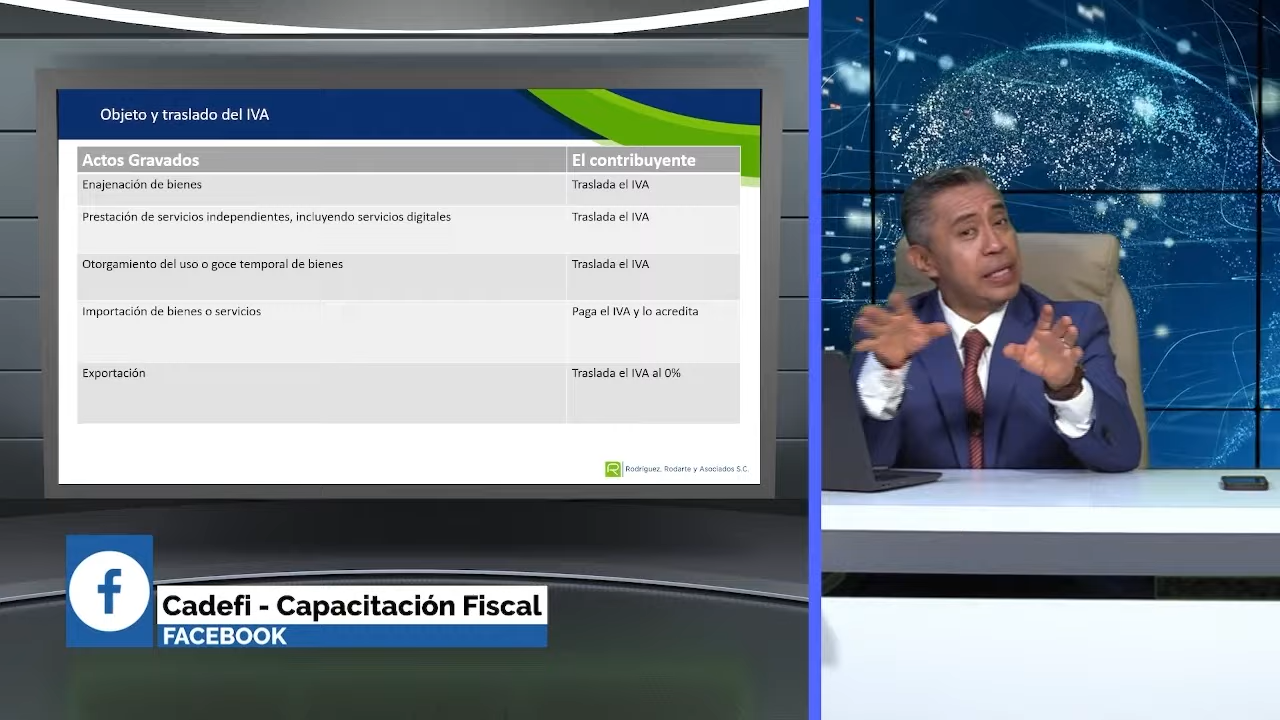 Objeto y traslado del IVA
Actos Gravados El contribuyente
Enajenación de bienes Traslada el IVA
Prestación de servicios independientes, incluyendo servicios digitales Traslada el IVA
Otorgamiento del uso o goce temporal de bienes Traslada el IVA
Importación de bienes o servicios Paga el IVA y lo acredita
Exportación Traslada el IVA al 0%
R Rodríguez, Rodarte y Asociados S.C.
f
Cadefi - Capacitación Fiscal
FACEBOOK